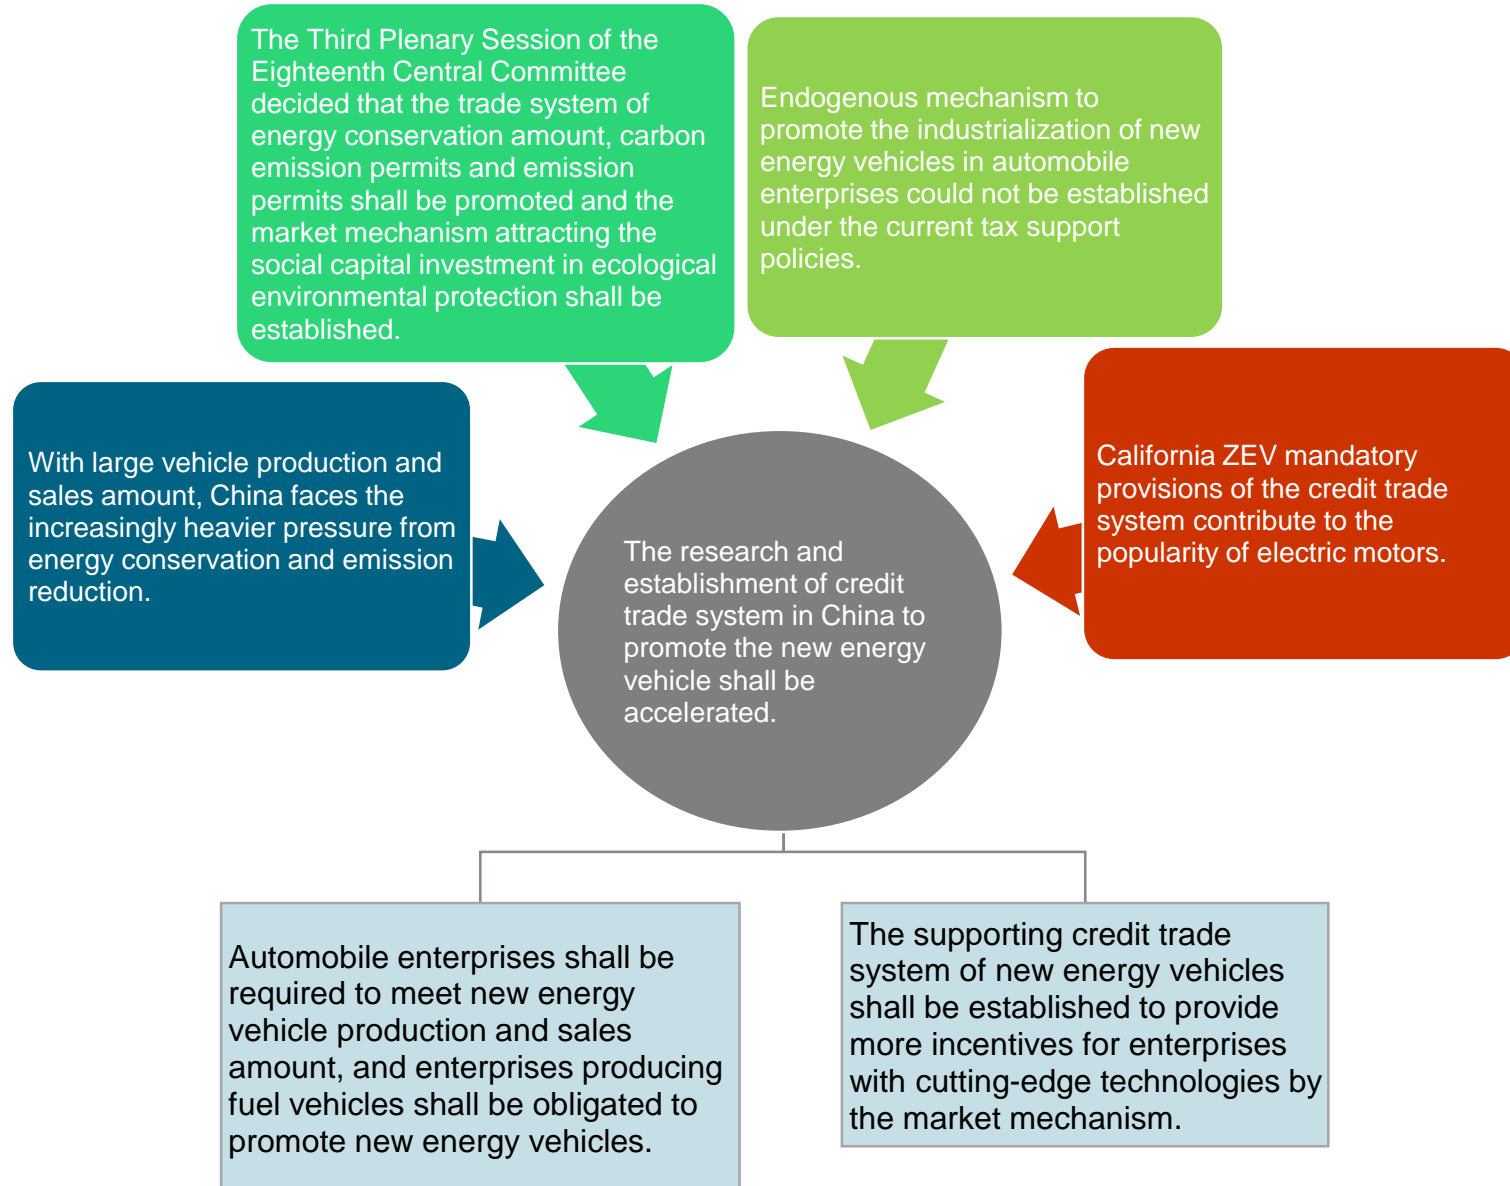 The Third Plenary Session of the
Eighteenth Central Committee
decided that the trade system of
energy conservation amount, carbon
emission permits and emission
permits shall be promoted and the
market mechanism attracting the
social capital investment in ecological
environmental protection shall be
established.
Endogenous mechanism to
promote the industrialization of new
energy vehicles in automobile
enterprises could not be established
under the current tax support
policies.
With large vehicle production and
sales amount, China faces the
increasingly heavier pressure from
energy conservation and emission
reduction.
California ZEV mandatory
provisions of the credit trade
system contribute to the
popularity of electric motors.
The research and
establishment of credit
trade system in China to
promote the new energy
vehicle shall be
accelerated.
Automobile enterprises shall be
required to meet new energy
vehicle production and sales
amount, and enterprises producing
fuel vehicles shall be obligated to
promote new energy vehicles.
The supporting credit trade
system of new energy vehicles
shall be established to provide
more incentives for enterprises
with cutting-edge technologies by
the market mechanism.